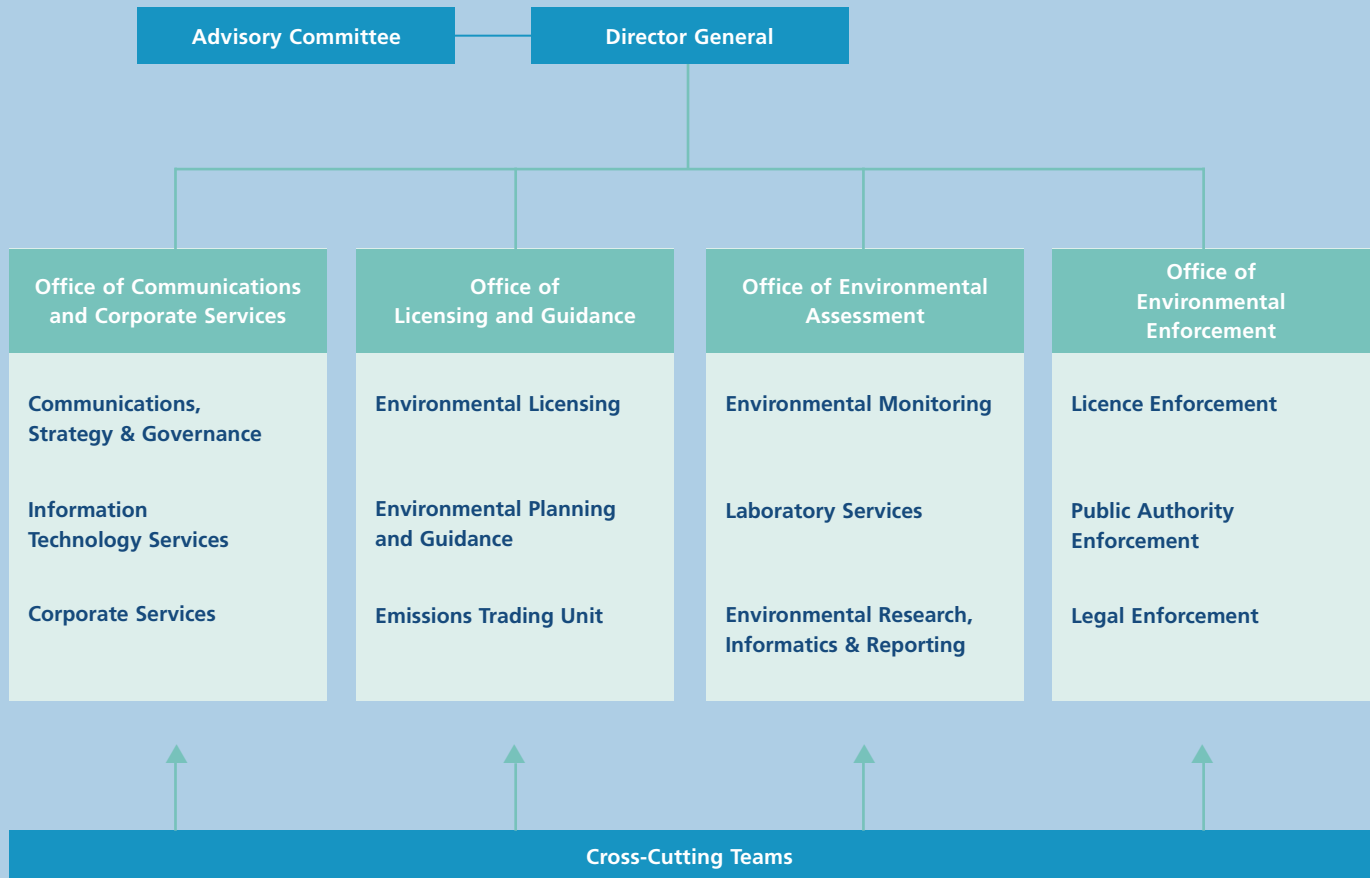 Advisory Committee
Director General
Office of Communications
and Corporate Services
Communications,
Strategy & Governance
Information
Technology Services
Corporate Services
Office of
Licensing and Guidance
Environmental Licensing
Environmental Planning
and Guidance
Emissions Trading Unit
Office of Environmental
Assessment
Environmental Monitoring
Laboratory Services
Environmental Research,
Informatics & Reporting
Office of
Environmental
Enforcement
Licence Enforcement
Public Authority
Enforcement
Legal Enforcement
Cross-Cutting Teams